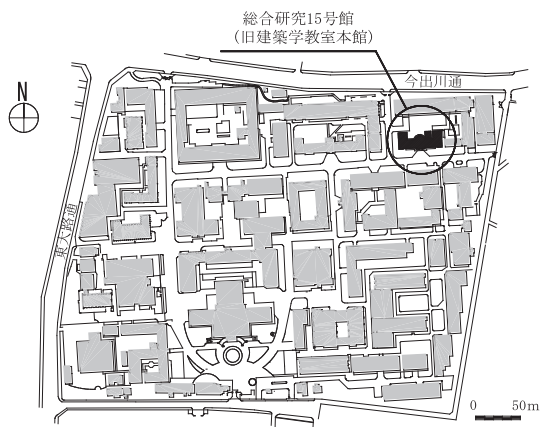 総合研究15号館
(旧建築学教室本館)
今出川通
N
東大路通
0 50m